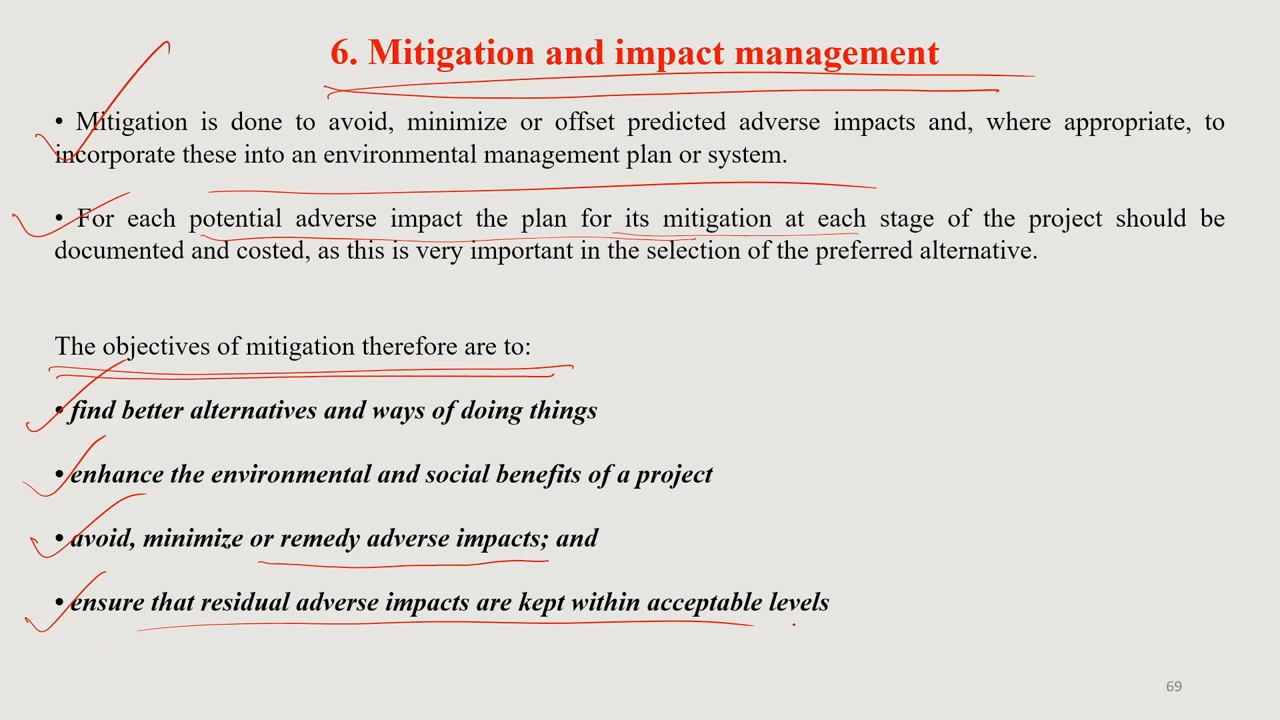 6. Mitigation and impact management
• Mitigation is done to avoid, minimize or offset predicted adverse impacts and, where appropriate, to
incorporate these into an environmental management plan or system.
• For each potential adverse impact the plan for its mitigation at each stage of the project should be
documented and costed, as this is very important in the selection of the preferred alternative.
The objectives of mitigation therefore are to:
• find better alternatives and ways of doing things
• enhance the environmental and social benefits of a project
• avoid, minimize or remedy adverse impacts; and
• ensure that residual adverse impacts are kept within acceptable levels
69